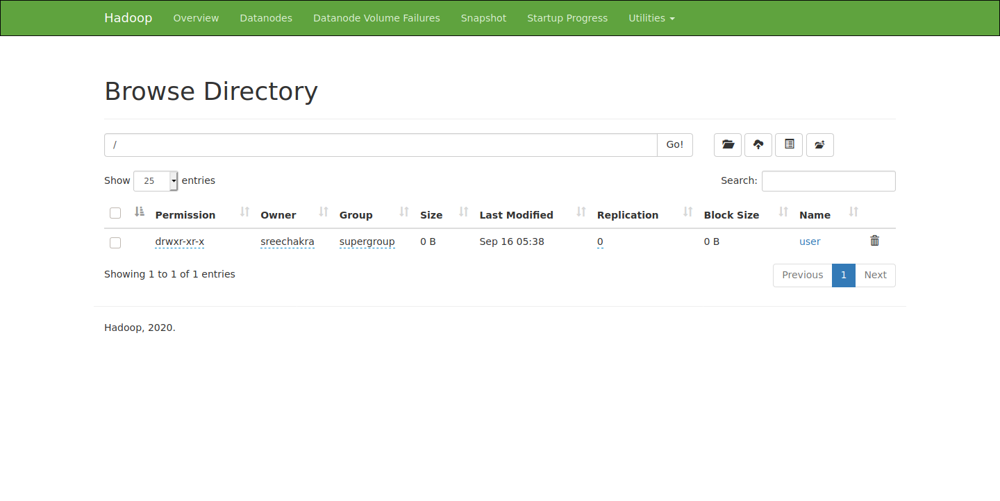 Hadoop Overview Datanodes Datanode Volume Failures Snapshot Startup Progress Utilities
Browse Directory
/ Go!
Show 25 entries Search:
Permission Owner Group Size Last Modified Replication Block Size Name
drwxr-xr-x sreechakra supergroup 0 B Sep 16 05:38 0 0 B user
Showing 1 to 1 of 1 entries Previous 1 Next
Hadoop, 2020.